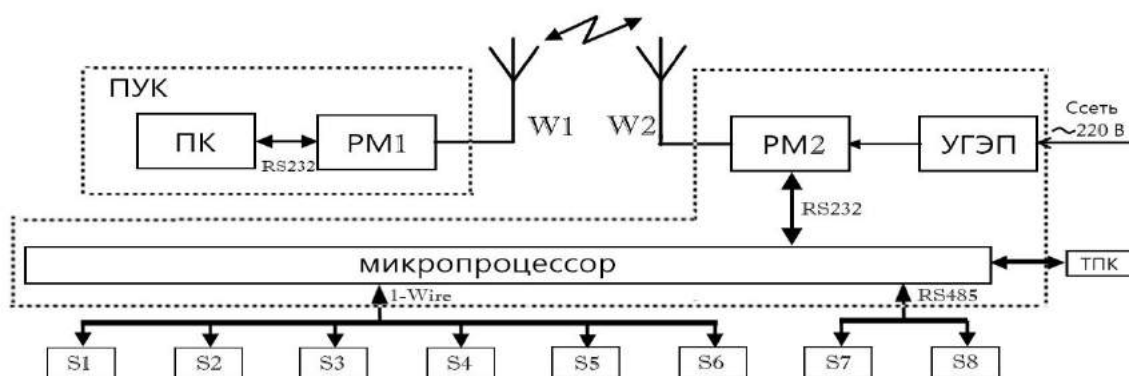 ПУК
ПК
RS232
РМ1
W1
W2
РМ2
УГЭП
Ссеть
~220 В
RS232
микропроцессор
ТПК
1-Wire
RS485
S1 S2 S3 S4 S5 S6 S7 S8